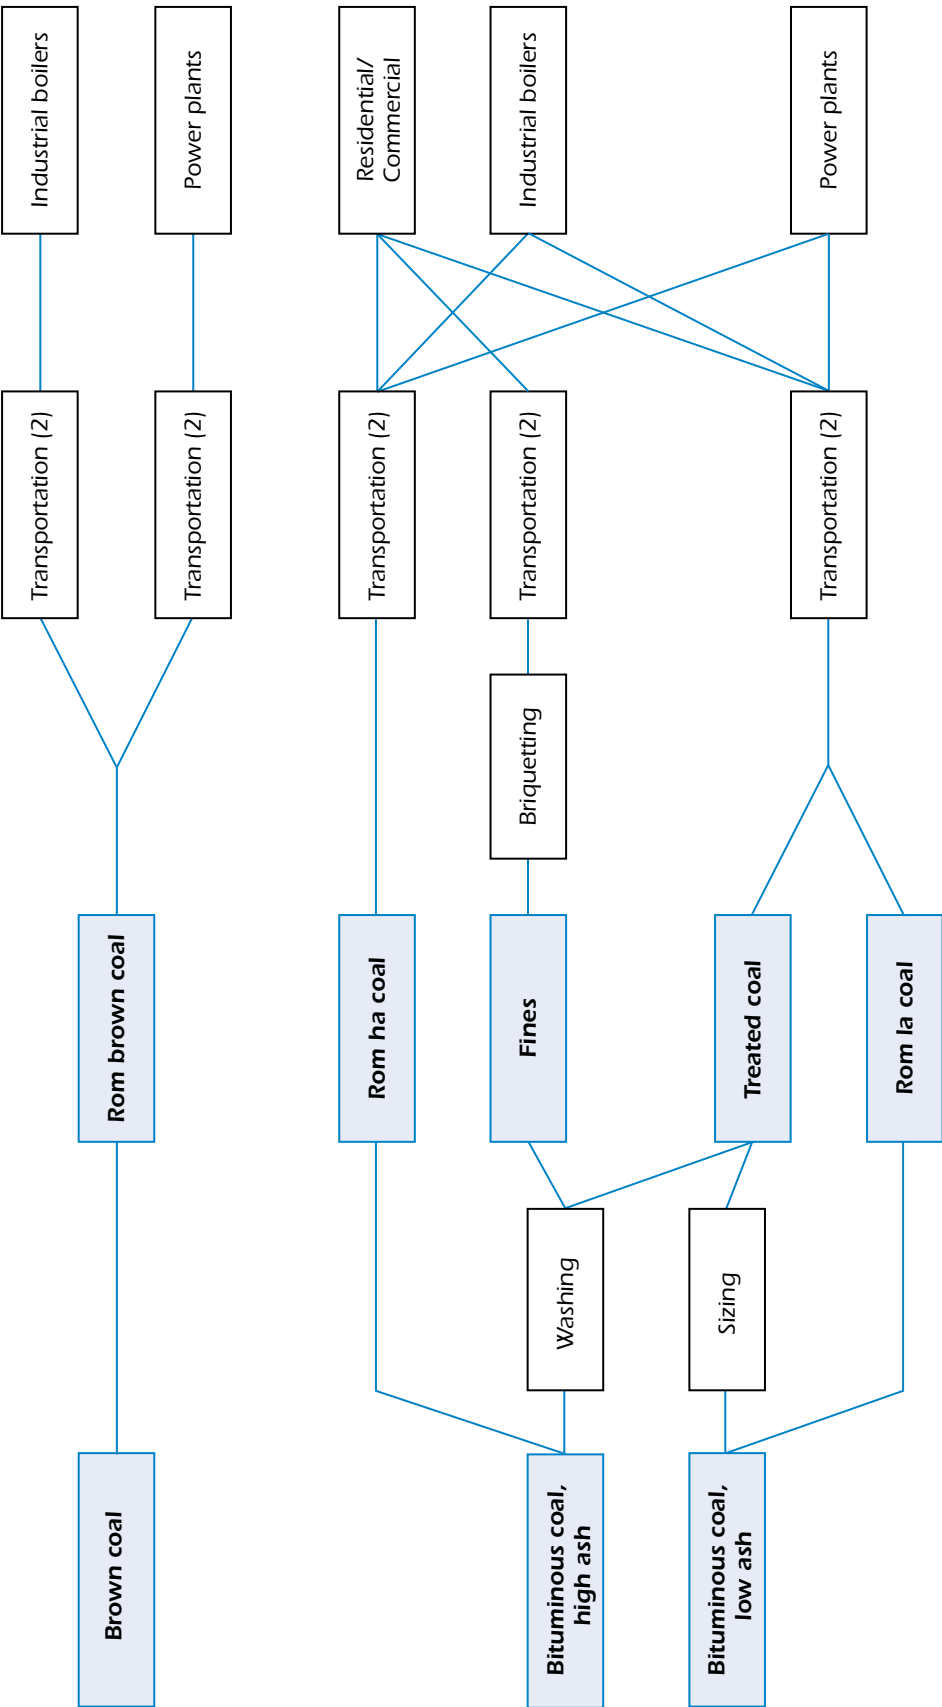 Industrial boilers
Power plants
Residential/
Commercial
Industrial boilers
Power plants
Transportation (2)
Transportation (2)
Transportation (2)
Transportation (2)
Transportation (2)
Briquetting
Rom brown coal
Rom ha coal
Fines
Treated coal
Rom la coal
Washing
Sizing
Brown coal
Bituminous coal,
high ash
Bituminous coal,
low ash